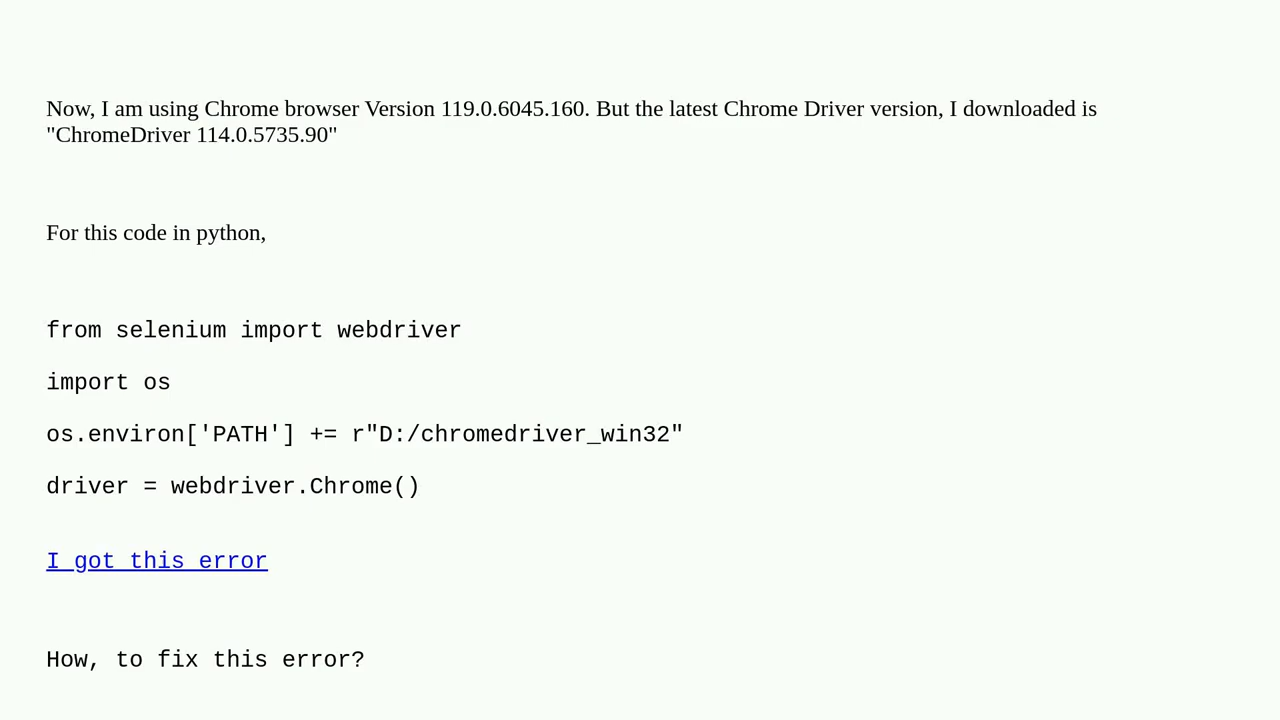 Now, I am using Chrome browser Version 119.0.6045.160. But the latest Chrome Driver version, I downloaded is
"ChromeDriver 114.0.5735.90"
For this code in python,
from selenium import webdriver
import os
os.environ['PATH'] += r"D:/chromedriver_win32"
driver = webdriver.Chrome()
I got this error
How, to fix this error?